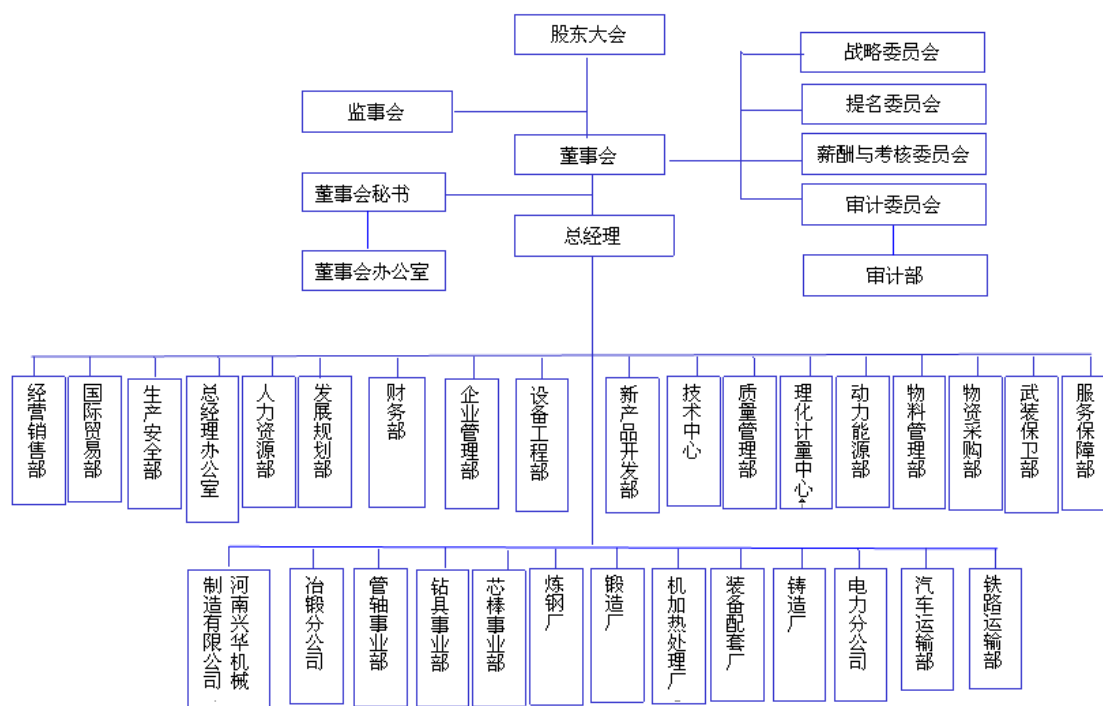 股东大会
战略委员会
监事会
提名委员会
董事会
薪酬与考核委员会
董事会秘书
审计委员会
总经理
董事会办公室
审计部
经营销售部
国际贸易部
生产安全部
总经理办公室
人力资源部
发展规划部
财务部
企业管理部
设备工程部
新产品开发部
技术中心
质量管理部
理化计量中心
动力能源部
物料管理部
物资采购部
武装保卫部
服务保障部
河南兴华机械
制造有限公司
冶锻分公司
管轴事业部
钻具事业部
芯棒事业部
炼钢厂
锻造厂
机加热处理厂
装备配套厂
铸造厂
电力分公司
汽车运输部
铁路运输部